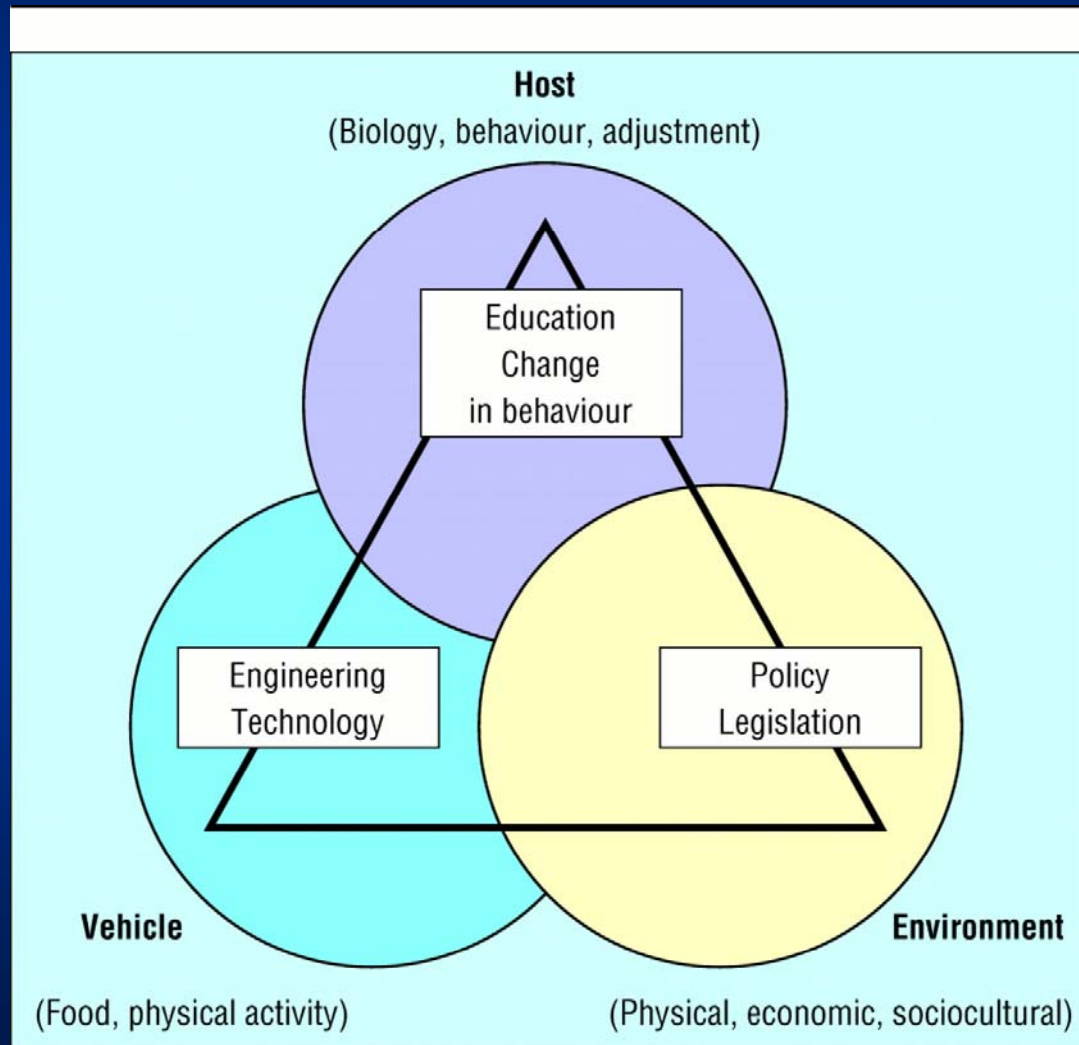 Host
(Biology, behaviour, adjustment)
Education
Change
in behaviour
Engineering
Technology
Policy
Legislation
Vehicle
Environment
(Food, physical activity)
(Physical, economic, sociocultural)